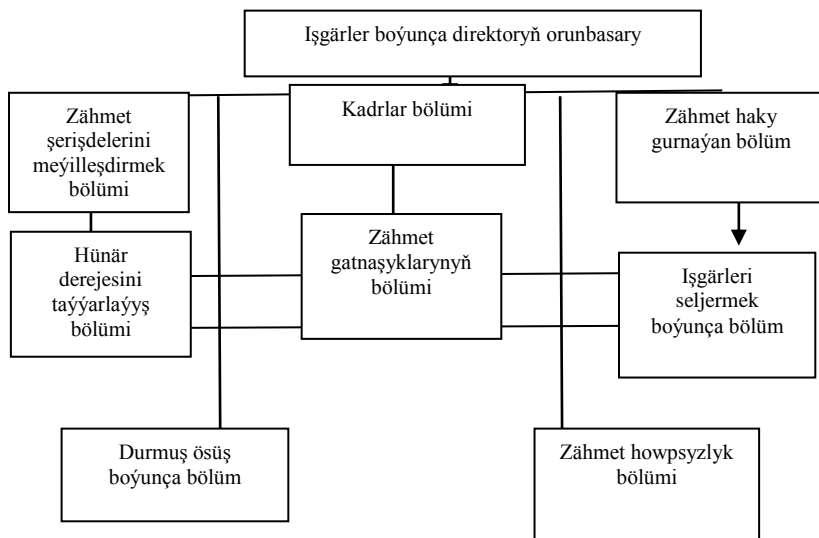 Işgärler boýunça direktoryň orunbasary
Zähmet
şerişdelerini
meýilleşdirmek
bölümi
Kadrlar bölümi
Zähmet haky
gurnaýan bölüm
Hünär
derejesini
taýýarlaýyş
bölümi
Zähmet
gatnaşyklarynyň
bölümi
Işgärleri
seljermek
boýunça bölüm
Durmuş ösüş
boýunça bölüm
Zähmet howpsyzlyk
bölümi